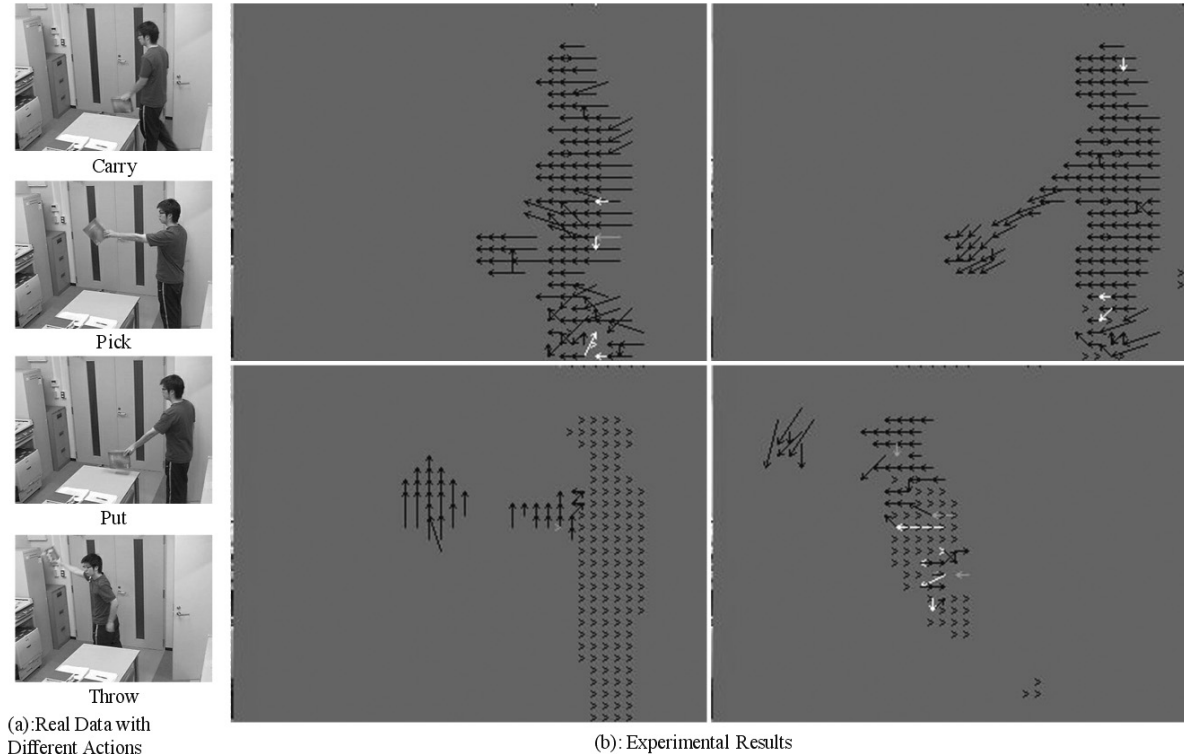 Carry
Pick
Put
Throw
(a):Real Data with
Different Actions
(b): Experimental Results